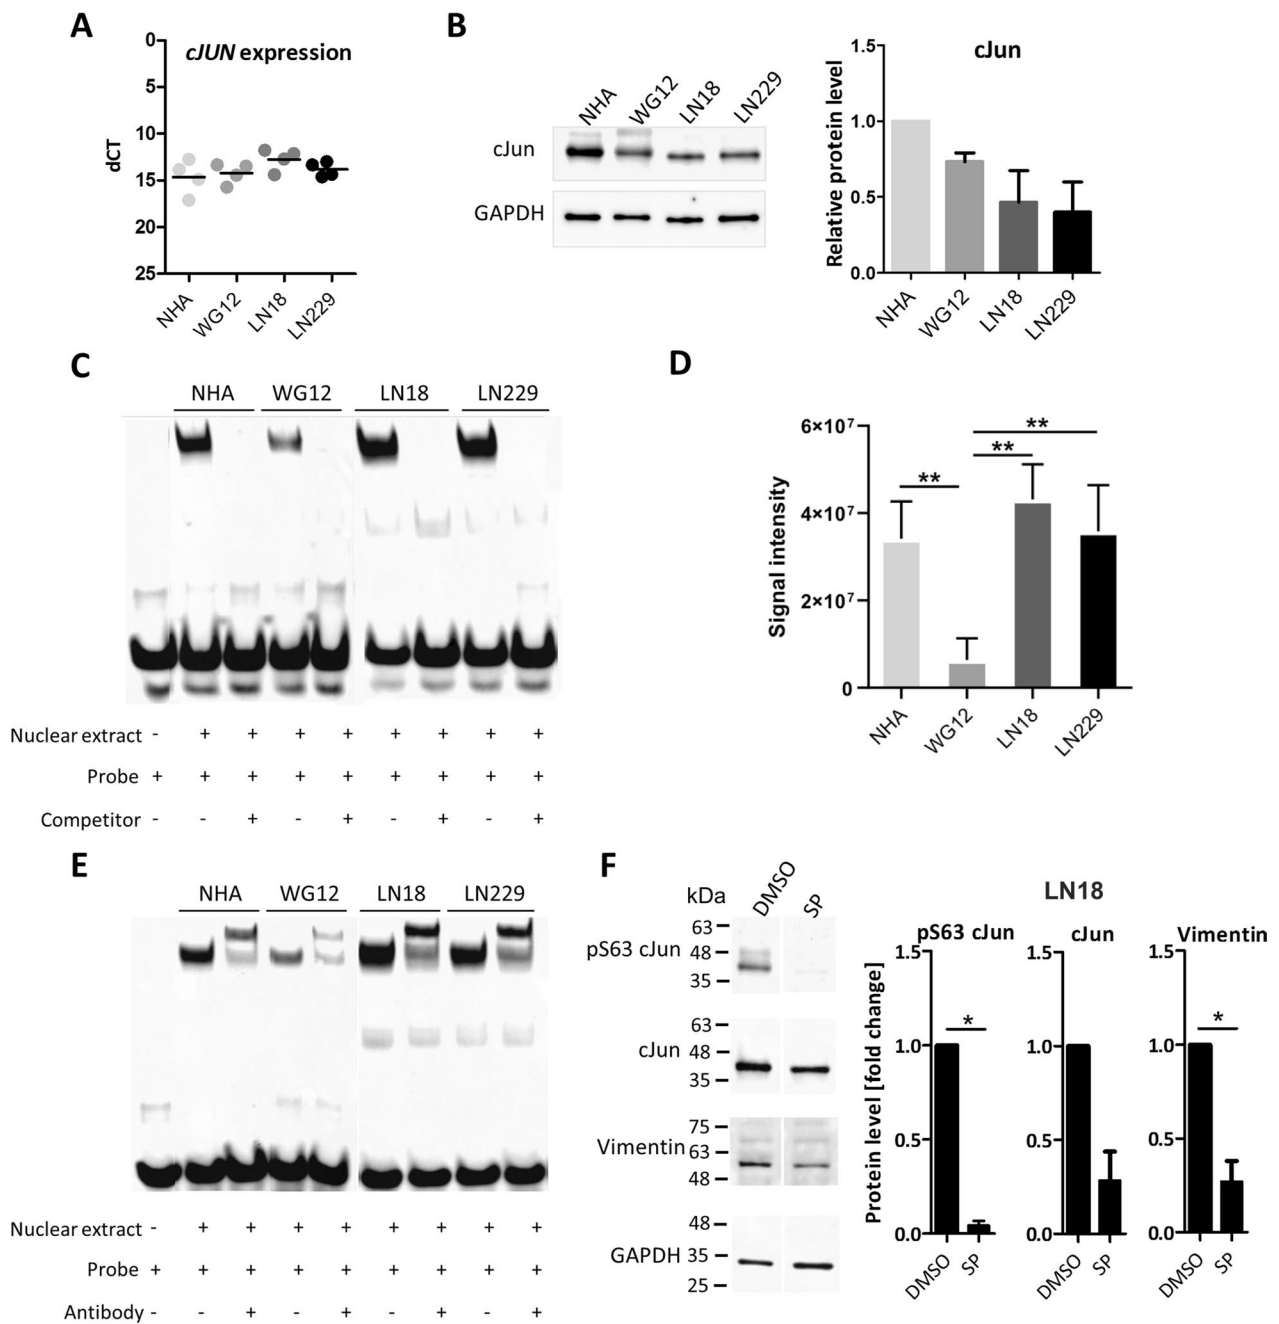 A
cJUN expression
dCT
0
5
10
15
20
25
NHA
WG12
LN18
LN229
B
NHA
WG12
LN18
LN229
cJun
GAPDH
cJun
Relative protein level
1.5
1.0
0.5
0.0
NHA
WG12
LN18
LN229
C
NHA WG12 LN18 LN229
Nuclear extract - + + + + + + + +
Probe + + + + + + + + +
Competitor - - + - + - + - +
D
Signal intensity
6×10⁷
4×10⁷
2×10⁷
0
** ** **
NHA
WG12
LN18
LN229
E
NHA WG12 LN18 LN229
Nuclear extract - + + + + + + + +
Probe + + + + + + + + +
Antibody - - + - + - + - +
F
kDa DMSO SP
pS63 cJun
63
48
35
cJun
63
48
35
Vimentin
75
63
48
GAPDH
48
35
25
LN18
Protein level [fold change]
pS63 cJun
1.5
1.0
0.5
0.0
*
DMSO
SP
cJun
1.5
1.0
0.5
0.0
DMSO
SP
Vimentin
1.5
1.0
0.5
0.0
*
DMSO
SP